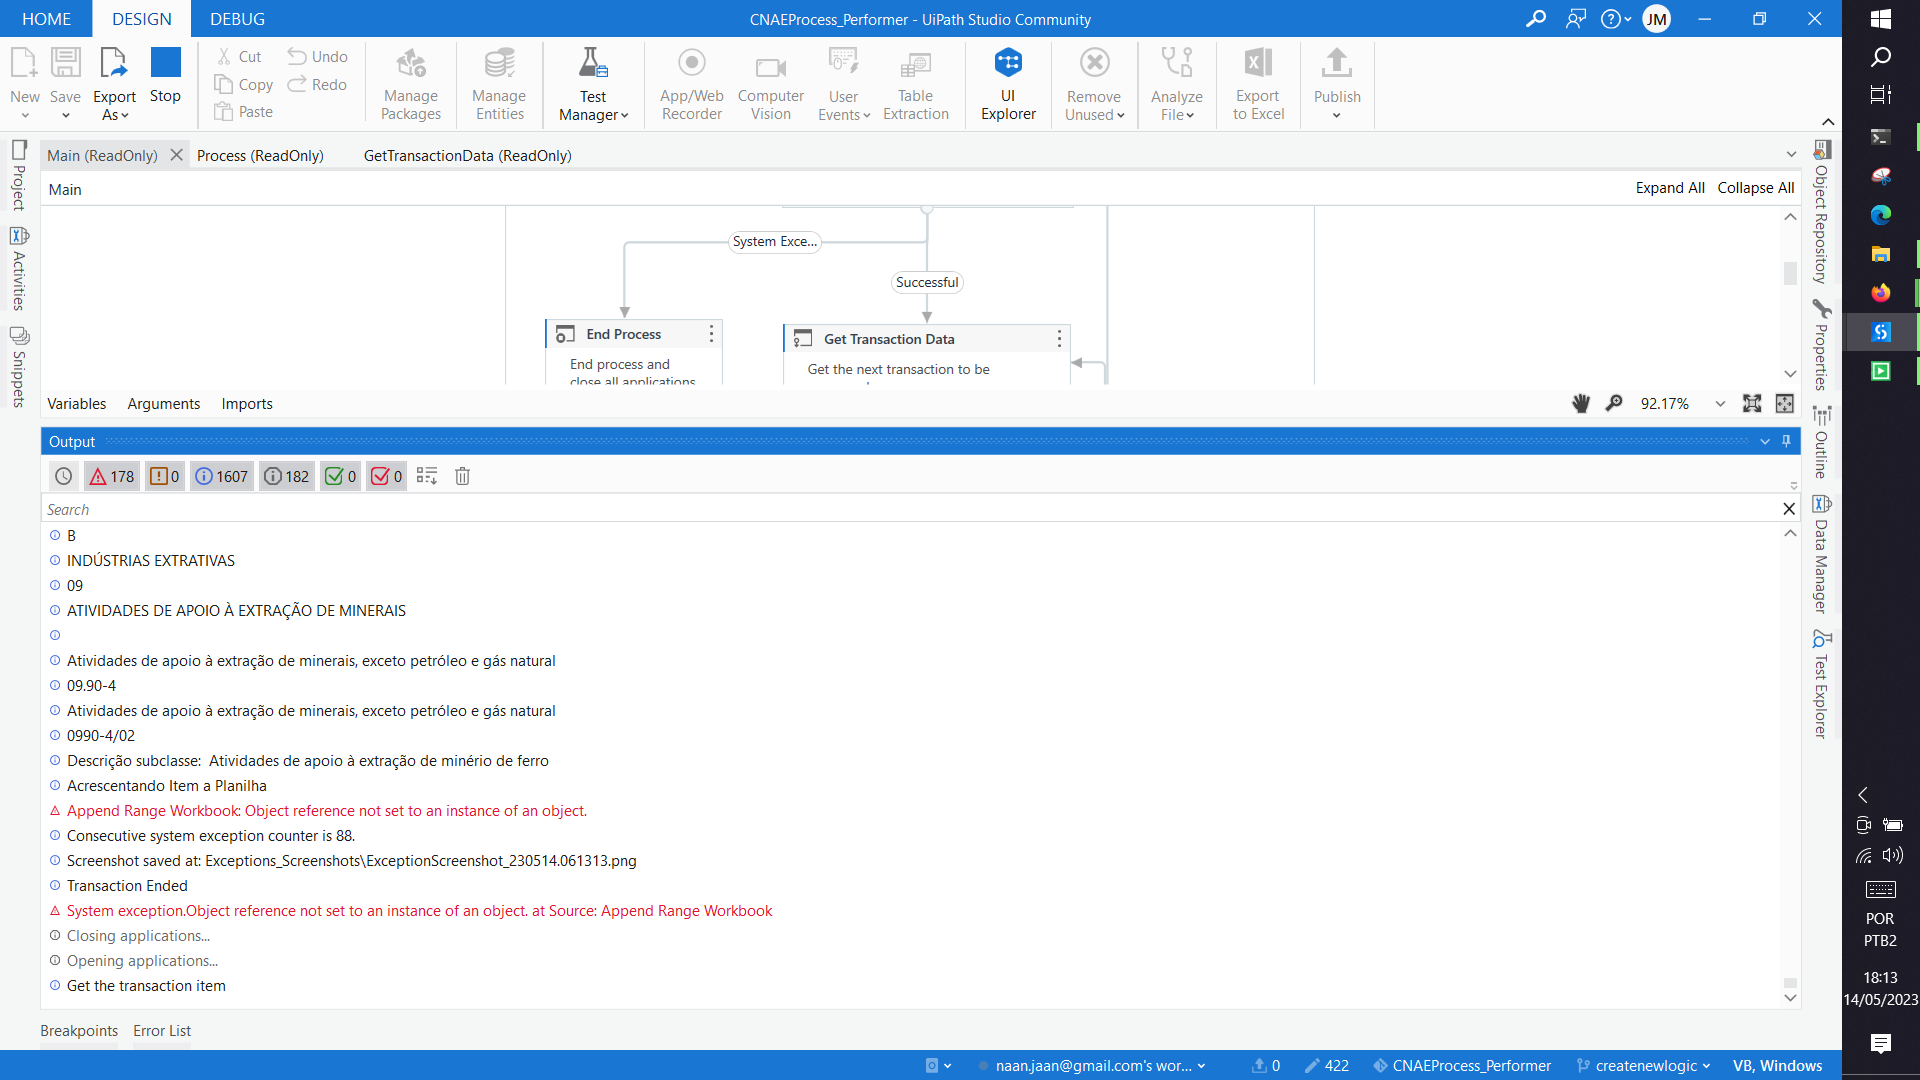 HOME DESIGN DEBUG CNAEProcess_Performer - UiPath Studio Community JM
New Save Export As Stop Cut Copy Paste Undo Redo Manage Packages Manage Entities Test Manager App/Web Recorder Computer Vision User Events Table Extraction UI Explorer Remove Unused Analyze File Export to Excel Publish
Main (ReadOnly) Process (ReadOnly) GetTransactionData (ReadOnly)
Main Expand All Collapse All
Project
Activities
Snippets
System Exce...
Successful
End Process
End process and
close all applications
Get Transaction Data
Get the next transaction to be
Variables Arguments Imports 92.17%
Output
178 0 1607 182 0 0
Search
B
INDÚSTRIAS EXTRATIVAS
09
ATIVIDADES DE APOIO À EXTRAÇÃO DE MINERAIS
Atividades de apoio à extração de minerais, exceto petróleo e gás natural
09.90-4
Atividades de apoio à extração de minerais, exceto petróleo e gás natural
0990-4/02
Descrição subclasse:  Atividades de apoio à extração de minério de ferro
Acrescentando Item a Planilha
Append Range Workbook: Object reference not set to an instance of an object.
Consecutive system exception counter is 88.
Screenshot saved at: Exceptions_Screenshots\ExceptionScreenshot_230514.061313.png
Transaction Ended
System exception.Object reference not set to an instance of an object. at Source: Append Range Workbook
Closing applications...
Opening applications...
Get the transaction item
Breakpoints Error List
naan.jaan@gmail.com's wor... 0 422 CNAEProcess_Performer createnewlogic VB, Windows
Object Repository
Properties
Outline
Data Manager
Test Explorer
POR
PTB2
18:13
14/05/2023